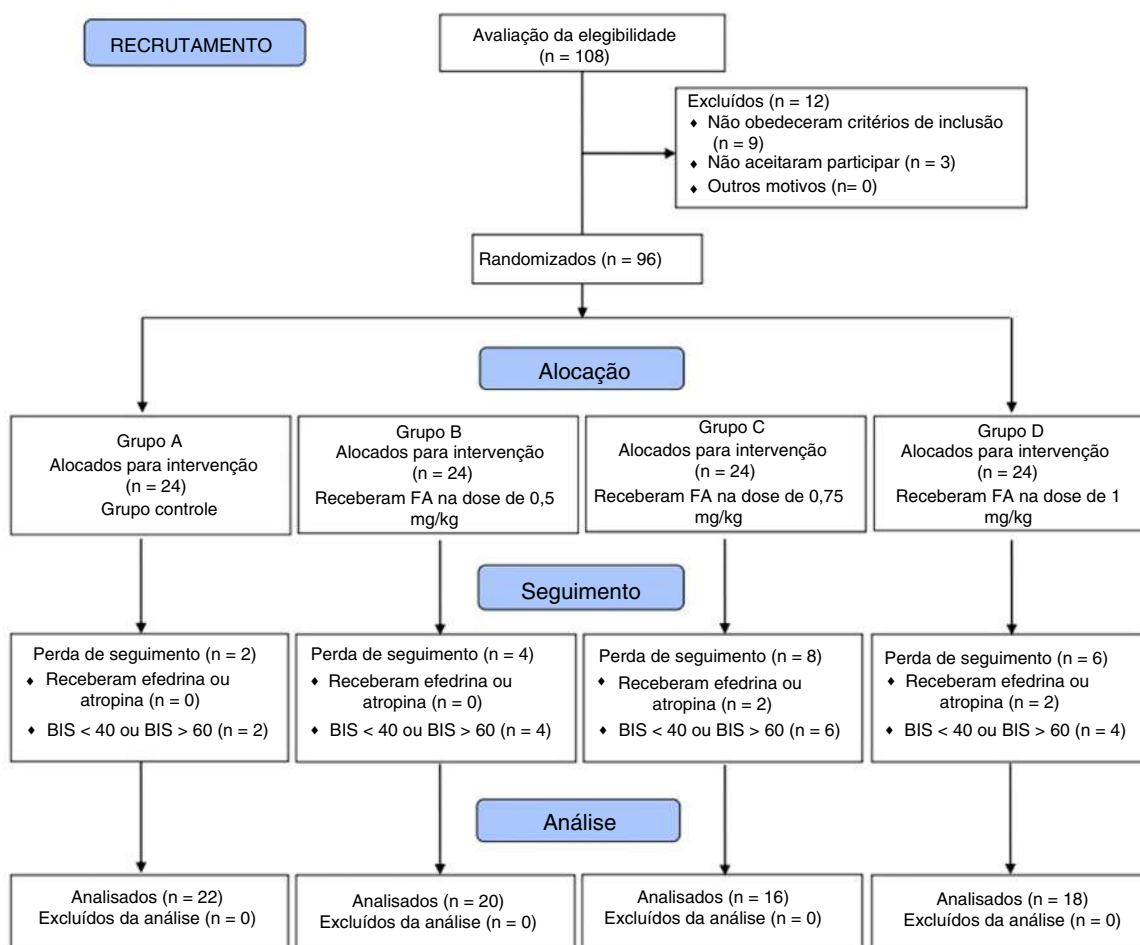 RECRUTAMENTO
Avaliação da elegibilidade
(n = 108)
Excluídos (n = 12)
♦ Não obedeceram critérios de inclusão
(n = 9)
♦ Não aceitaram participar (n = 3)
♦ Outros motivos (n= 0)
Randomizados (n = 96)
Alocação
Grupo A
Alocados para intervenção
(n = 24)
Grupo controle
Grupo B
Alocados para intervenção
(n = 24)
Receberam FA na dose de 0,5
mg/kg
Grupo C
Alocados para intervenção
(n = 24)
Receberam FA na dose de 0,75
mg/kg
Grupo D
Alocados para intervenção
(n = 24)
Receberam FA na dose de 1
mg/kg
Seguimento
Perda de seguimento (n = 2)
♦ Receberam efedrina ou
atropina (n = 0)
♦ BIS < 40 ou BIS > 60 (n = 2)
Perda de seguimento (n = 4)
♦ Receberam efedrina ou
atropina (n = 0)
♦ BIS < 40 ou BIS > 60 (n = 4)
Perda de seguimento (n = 8)
♦ Receberam efedrina ou
atropina (n = 2)
♦ BIS < 40 ou BIS > 60 (n = 6)
Perda de seguimento (n = 6)
♦ Receberam efedrina ou
atropina (n = 2)
♦ BIS < 40 ou BIS > 60 (n = 4)
Análise
Analisados (n = 22)
Excluídos da análise (n = 0)
Analisados (n = 20)
Excluídos da análise (n = 0)
Analisados (n = 16)
Excluídos da análise (n = 0)
Analisados (n = 18)
Excluídos da análise (n = 0)